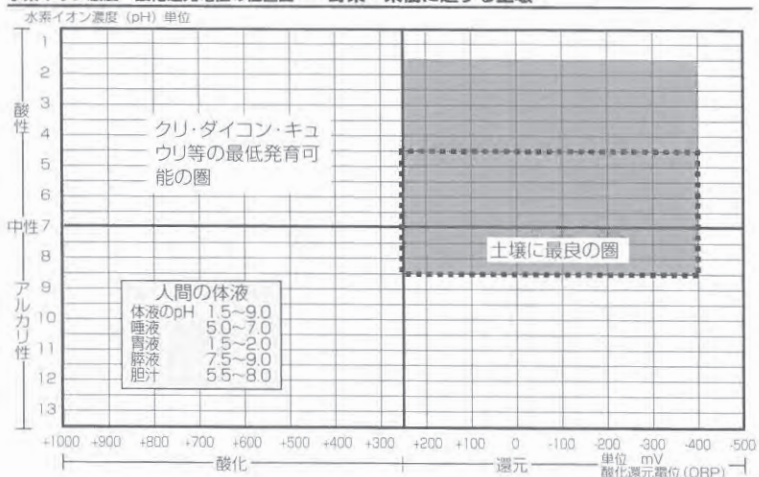 水素イオン濃度（pH）単位
1
2
3
4
5
6
中性7
8
9
10
11
12
13
酸性
アルカリ性
クリ・ダイコン・キュ
ウリ等の最低発育可
能の圏
土壌に最良の圏
人間の体液
体液のpH 1.5～9.0
唾液 5.0～7.0
胃液 1.5～2.0
膵液 7.5～9.0
胆汁 5.5～8.0
+1000 +900 +800 +700 +600 +500 +400 +300 +200 +100 0 -100 -200 -300 -400 -500
酸化 還元 単位 mV
酸化還元電位(ORP)